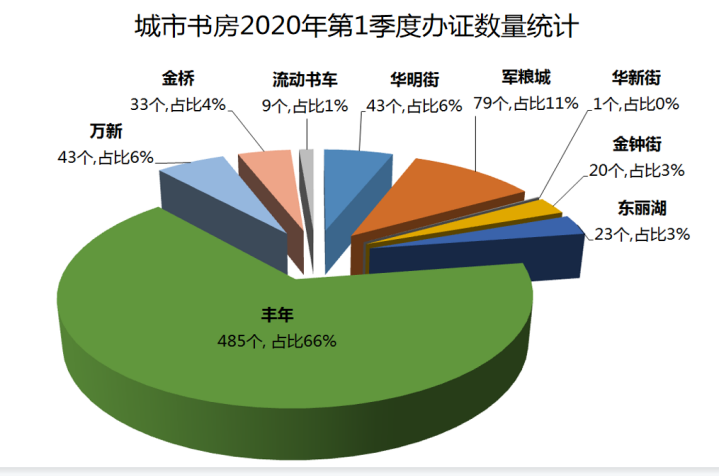 城市书房2020年第1季度办证数量统计
金桥
33个,占比4%
流动书车
9个,占比1%
华明街
43个,占比6%
军粮城
79个,占比11%
华新街
1个,占比0%
万新
43个,占比6%
金钟街
20个,占比3%
东丽湖
23个,占比3%
丰年
485个, 占比66%